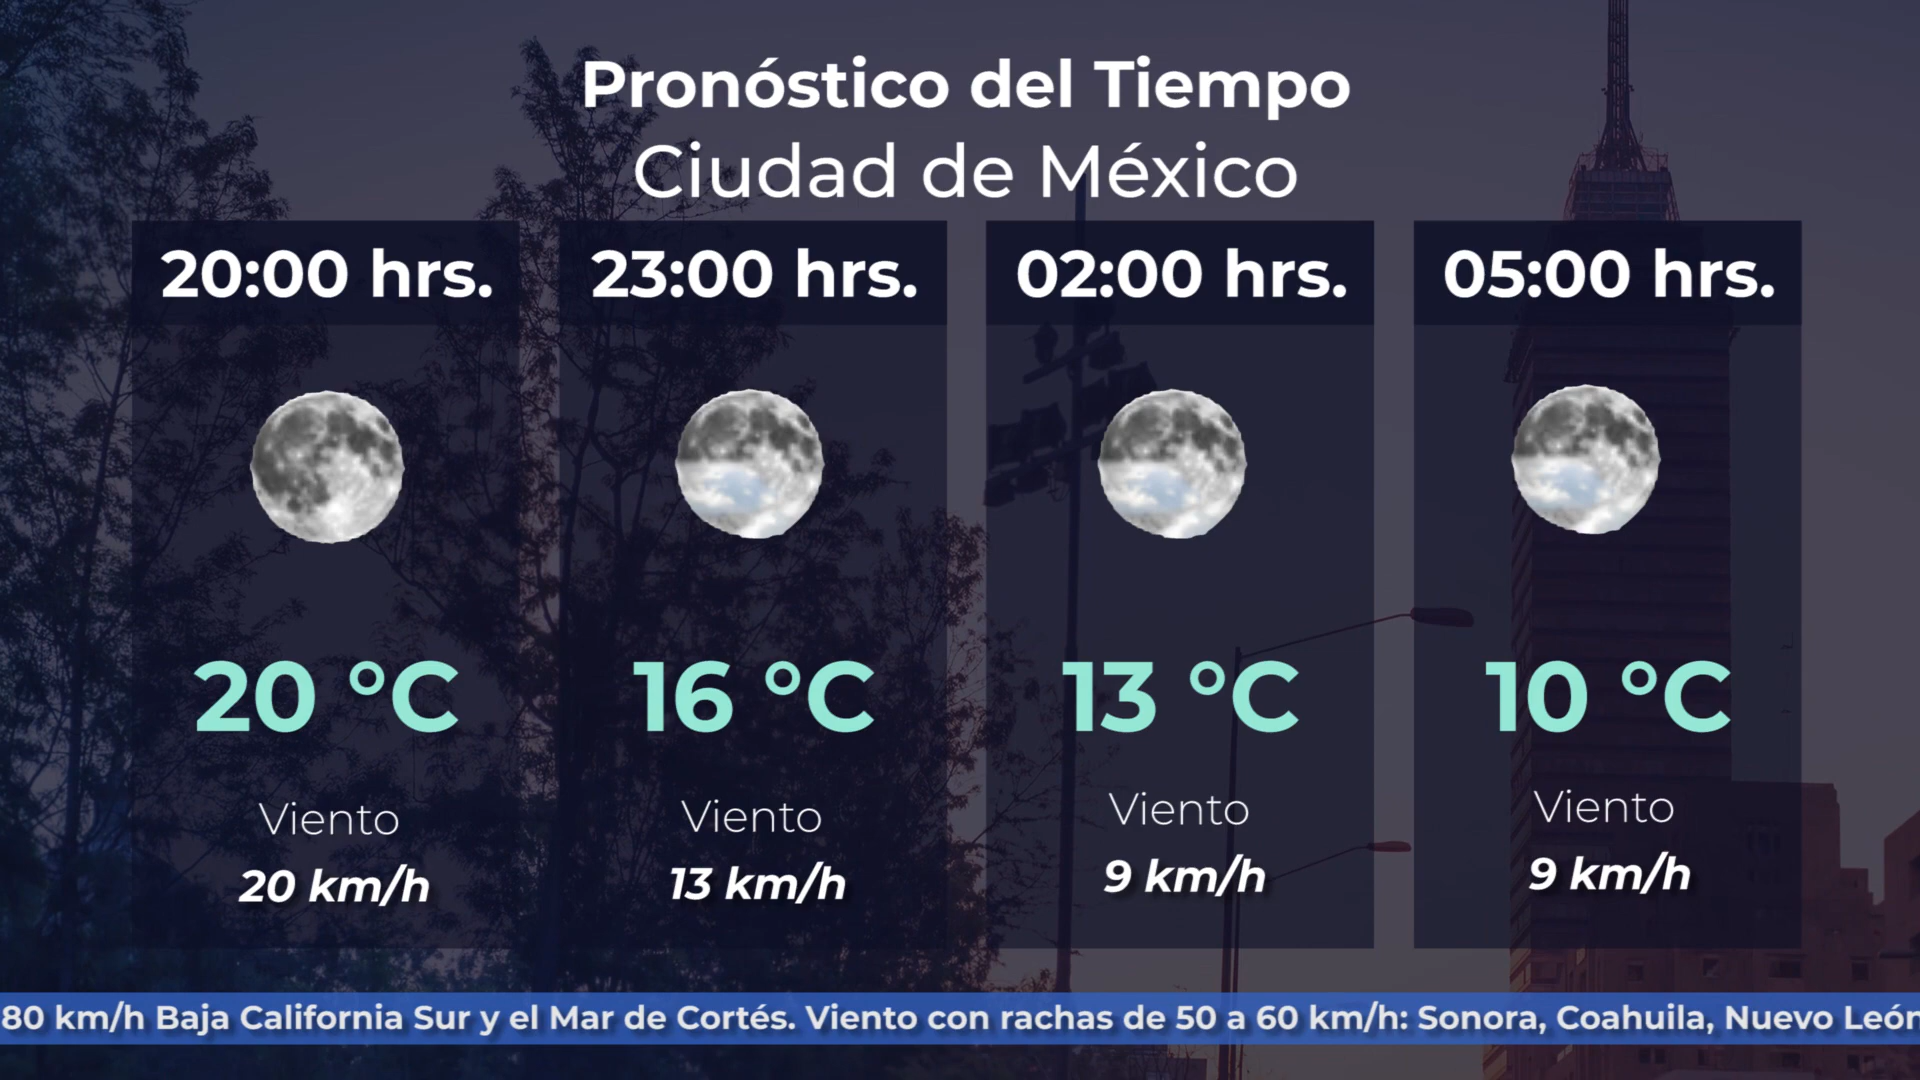 Pronóstico del Tiempo
Ciudad de México
20:00 hrs.
20 °C
Viento
20 km/h
23:00 hrs.
16 °C
Viento
13 km/h
02:00 hrs.
13 °C
Viento
9 km/h
05:00 hrs.
10 °C
Viento
9 km/h
80 km/h Baja California Sur y el Mar de Cortés. Viento con rachas de 50 a 60 km/h: Sonora, Coahuila, Nuevo León